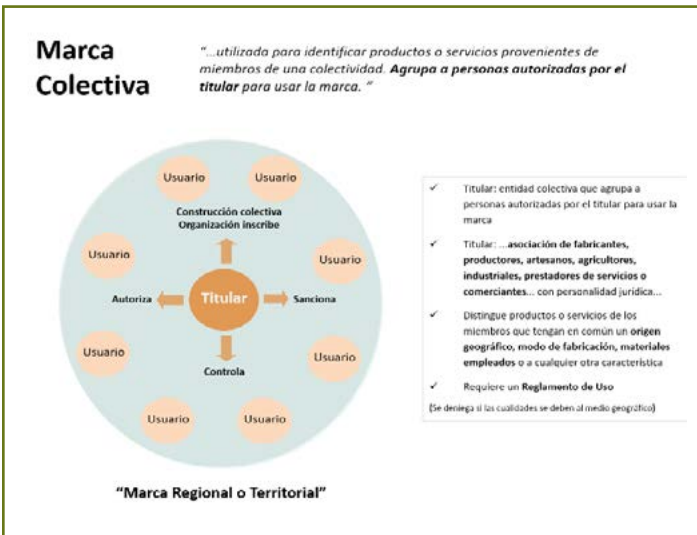 Marca
Colectiva
"...utilizada para identificar productos o servicios provenientes de
miembros de una colectividad. Agrupa a personas autorizadas por el
titular para usar la marca. "
Usuario
Usuario
Construcción colectiva
Organización inscribe
Usuario
Usuario
Autoriza
Titular
Sanciona
Usuario
Usuario
Controla
Usuario
Usuario
"Marca Regional o Territorial"
✓ Titular: entidad colectiva que agrupa a
personas autorizadas por el titular para usar la
marca
✓ Titular: ...asociación de fabricantes,
productores, artesanos, agricultores,
industriales, prestadores de servicios o
comerciantes... con personalidad jurídica...
✓ Distingue productos o servicios de los
miembros que tengan en común un origen
geográfico, modo de fabricación, materiales
empleados o a cualquier otra característica
✓ Requiere un Reglamento de Uso
(Se deniega si las cualidades se deben al medio geográfico)